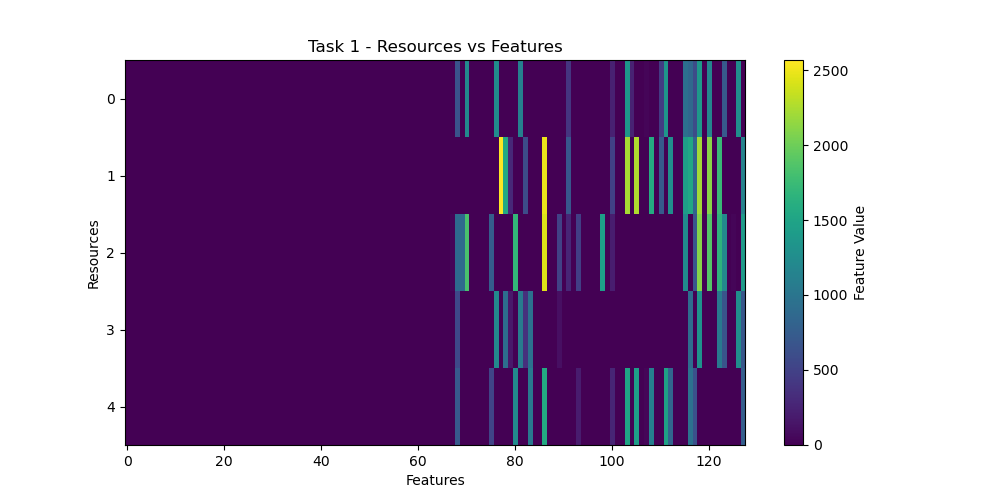 Task 1 - Resources vs Features
Resources
0
1
2
3
4
0 20 40 60 80 100 120
Features
2500
2000
1500
1000
500
0
Feature Value